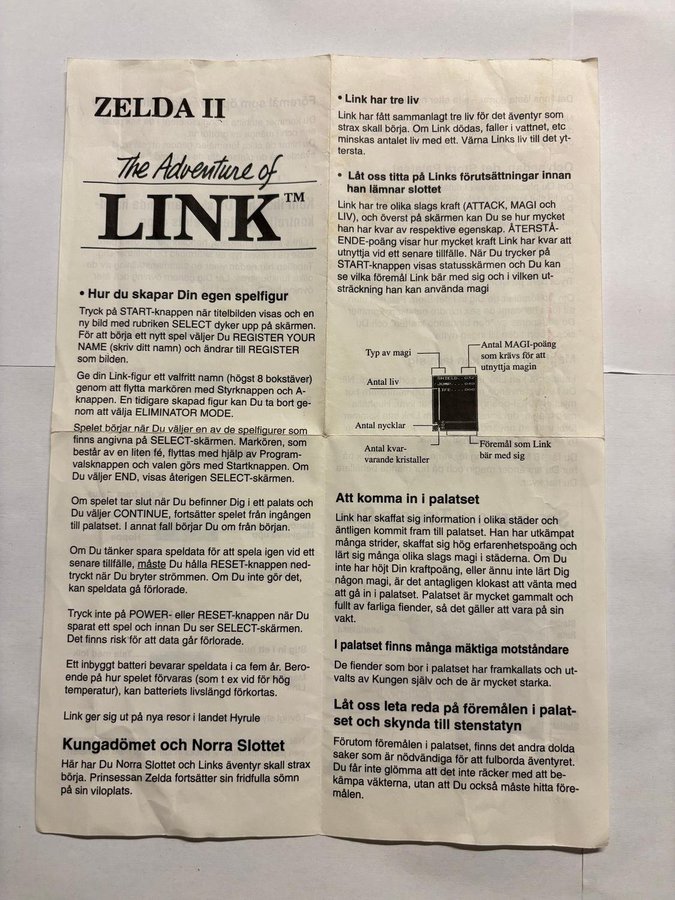 ZELDA II
The Adventure of
LINK™
• Hur du skapar Din egen spelfigur
Tryck på START-knappen när titelbilden visas och en
ny bild med rubriken SELECT dyker upp på skärmen.
För att börja ett nytt spel väljer Du REGISTER YOUR
NAME (skriv ditt namn) och ändrar till REGISTER
som bilden.
Ge din Link-figur ett valfritt namn (högst 8 bokstäver)
genom att flytta markören med Styrknappen och A-
knappen. En tidigare skapad figur kan Du ta bort ge-
nom att välja ELIMINATOR MODE.
Spelet börjar när Du väljer en av de spelfigurer som
finns angivna på SELECT-skärmen. Markören, som
består av en liten fé, flyttas med hjälp av Program-
valsknappen och valen görs med Startknappen. Om
Du väljer END, visas återigen SELECT-skärmen.
Om spelet tar slut när Du befinner Dig i ett palats och
Du väljer CONTINUE, fortsätter spelet från ingången
till palatset. I annat fall börjar Du om från början.
Om Du tänker spara speldata för att spela igen vid ett
senare tillfälle, måste Du hålla RESET-knappen ned-
tryckt när Du bryter strömmen. Om Du inte gör det,
kan speldata gå förlorade.
Tryck inte på POWER- eller RESET-knappen när Du
sparat ett spel och innan Du ser SELECT-skärmen.
Det finns risk för att data går förlorade.
Ett inbyggt batteri bevarar speldata i ca fem år. Bero-
ende på hur spelet förvaras (som t ex vid för hög
temperatur), kan batteriets livslängd förkortas.
Link ger sig ut på nya resor i landet Hyrule
Kungadömet och Norra Slottet
Här har Du Norra Slottet och Links äventyr skall strax
börja. Prinsessan Zelda fortsätter sin fridfulla sömn
på sin viloplats.
• Link har tre liv
Link har fått sammanlagt tre liv för det äventyr som
strax skall börja. Om Link dödas, faller i vattnet, etc
minskas antalet liv med ett. Värna Links liv till det yt-
tersta.
• Låt oss titta på Links förutsättningar innan
han lämnar slottet
Link har tre olika slags kraft (ATTACK, MAGI och
LIV), och överst på skärmen kan Du se hur mycket
han har kvar av respektive egenskap. ÅTERSTÅ-
ENDE-poäng visar hur mycket kraft Link har kvar att
utnyttja vid ett senare tillfälle. När Du trycker på
START-knappen visas statusskärmen och Du kan
se vilka föremål Link bär med sig och i vilken ut-
sträckning han kan använda magi
Typ av magi
Antal MAGI-poäng
som krävs för att
utnyttja magin
Antal liv
Antal nycklar
Antal kvar-
varande kristaller
Föremål som Link
bär med sig
Att komma in i palatset
Link har skaffat sig information i olika städer och
äntligen kommit fram till palatset. Han har utkämpat
många strider, skaffat sig hög erfarenhetspoäng och
lärt sig många olika slags magi i städerna. Om Du
inte har höjt Din kraftpoäng, eller ännu inte lärt Dig
någon magi, är det antagligen klokast att vänta med
att gå in i palatset. Palatset är mycket gammalt och
fullt av farliga fiender, så det gäller att vara på sin
vakt.
I palatset finns många mäktiga motståndare
De fiender som bor i palatset har framkallats och ut-
valts av Kungen själv och de är mycket starka.
Låt oss leta reda på föremålen i palat-
set och skynda till stenstatyn
Förutom föremålen i palatset, finns det andra dolda
saker som är nödvändiga för att fulborda äventyret.
Du får inte glömma att det inte räcker med att be-
kämpa väkterna, utan att Du också måste hitta före-
målen.